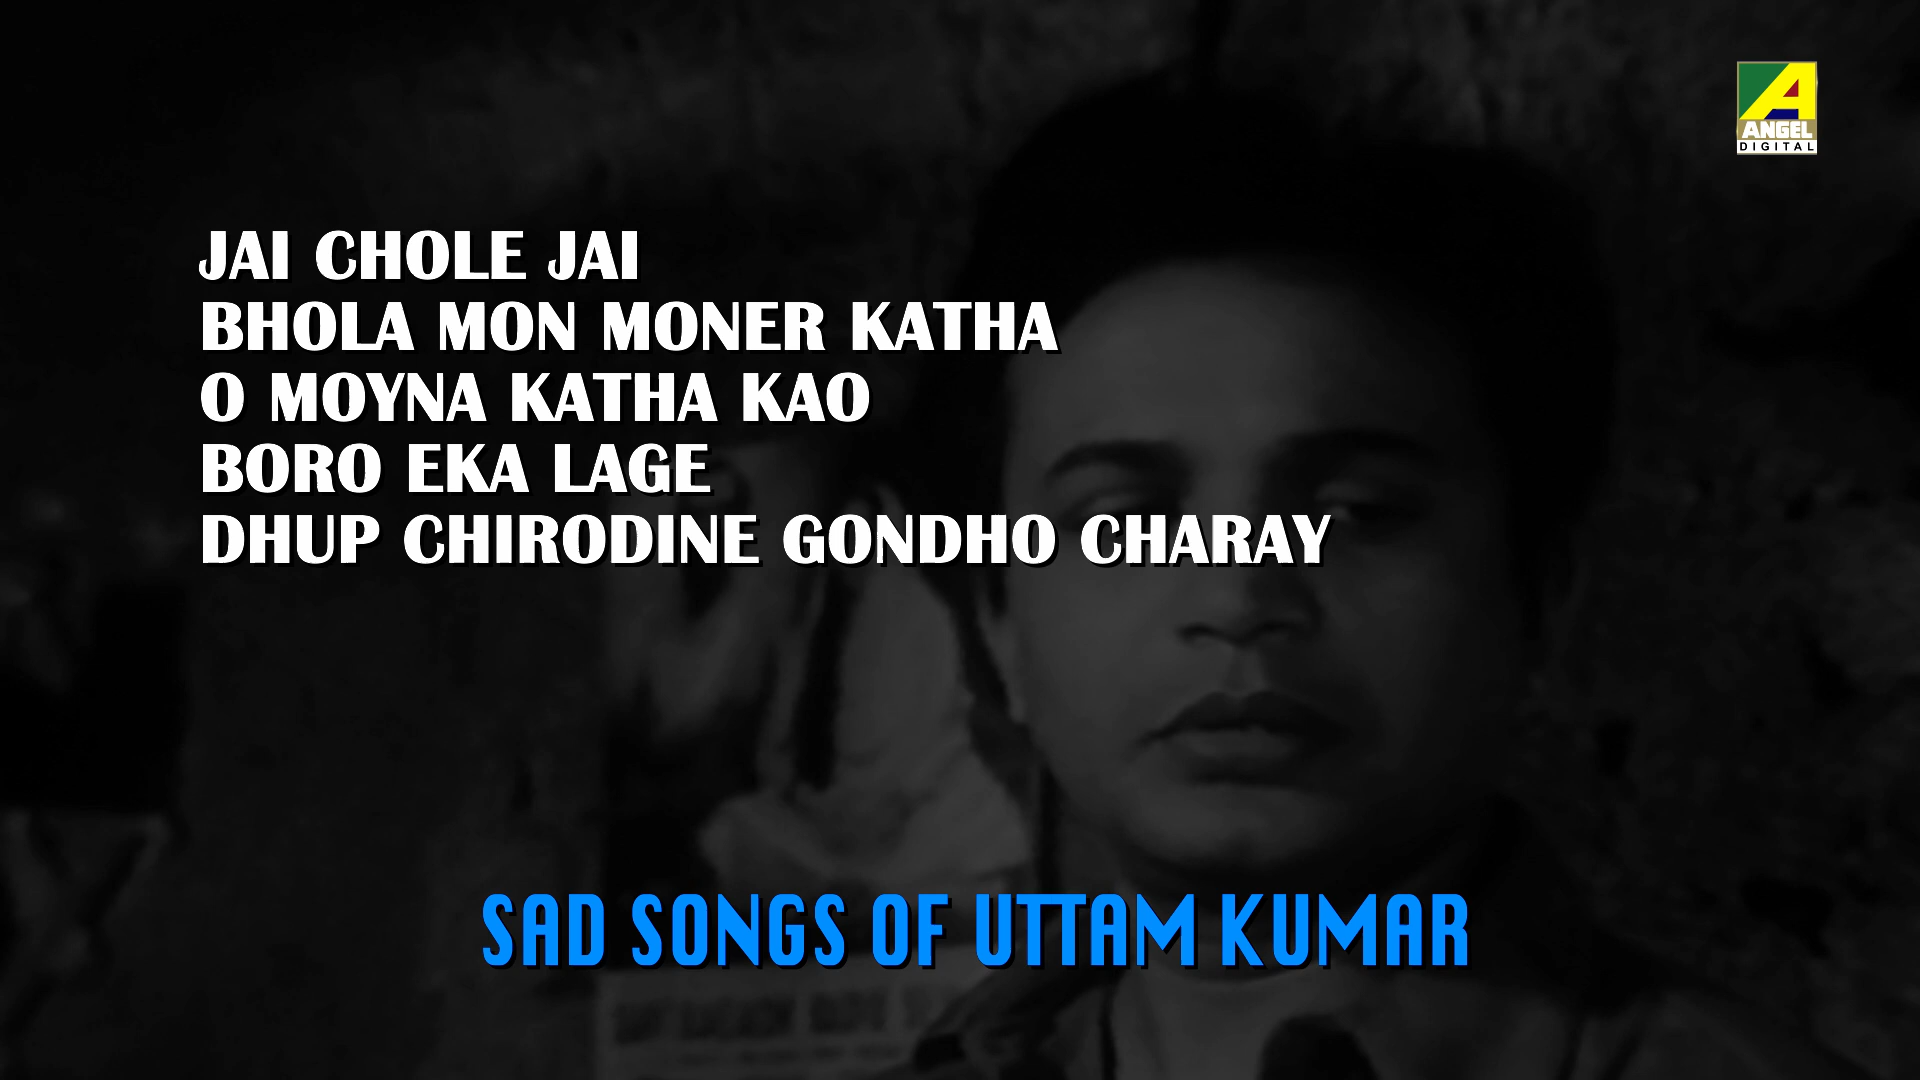 ANGEL
DIGITAL
JAI CHOLE JAI
BHOLA MON MONER KATHA
O MOYNA KATHA KAO
BORO EKA LAGE
DHUP CHIRODINE GONDHO CHARAY
SAD SONGS OF UTTAM KUMAR